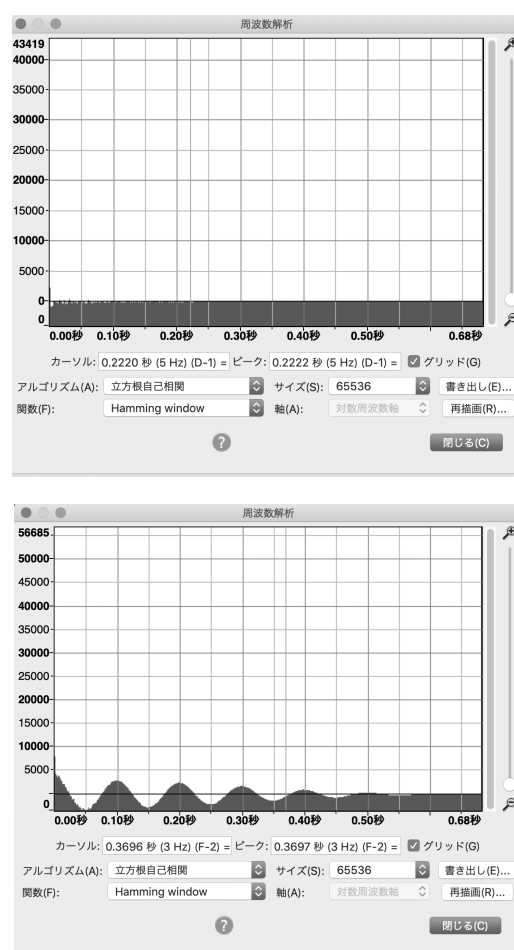 周波数解析
43419
40000
35000
30000
25000
20000
15000
10000
5000
0
0
0.00秒 0.10秒 0.20秒 0.30秒 0.40秒 0.50秒 0.68秒
カーソル: 0.2220 秒 (5 Hz) (D-1) = ピーク: 0.2222 秒 (5 Hz) (D-1) = グリッド(G)
アルゴリズム(A): 立方根自己相関 サイズ(S): 65536 書き出し(E)...
関数(F): Hamming window 軸(A): 対数周波数軸 再描画(R)...
? 閉じる(C)
周波数解析
56685
50000
45000
40000
35000
30000
25000
20000
15000
10000
5000
0
0.00秒 0.10秒 0.20秒 0.30秒 0.40秒 0.50秒 0.68秒
カーソル: 0.3696 秒 (3 Hz) (F-2) = ピーク: 0.3697 秒 (3 Hz) (F-2) = グリッド(G)
アルゴリズム(A): 立方根自己相関 サイズ(S): 65536 書き出し(E)...
関数(F): Hamming window 軸(A): 対数周波数軸 再描画(R)...
? 閉じる(C)